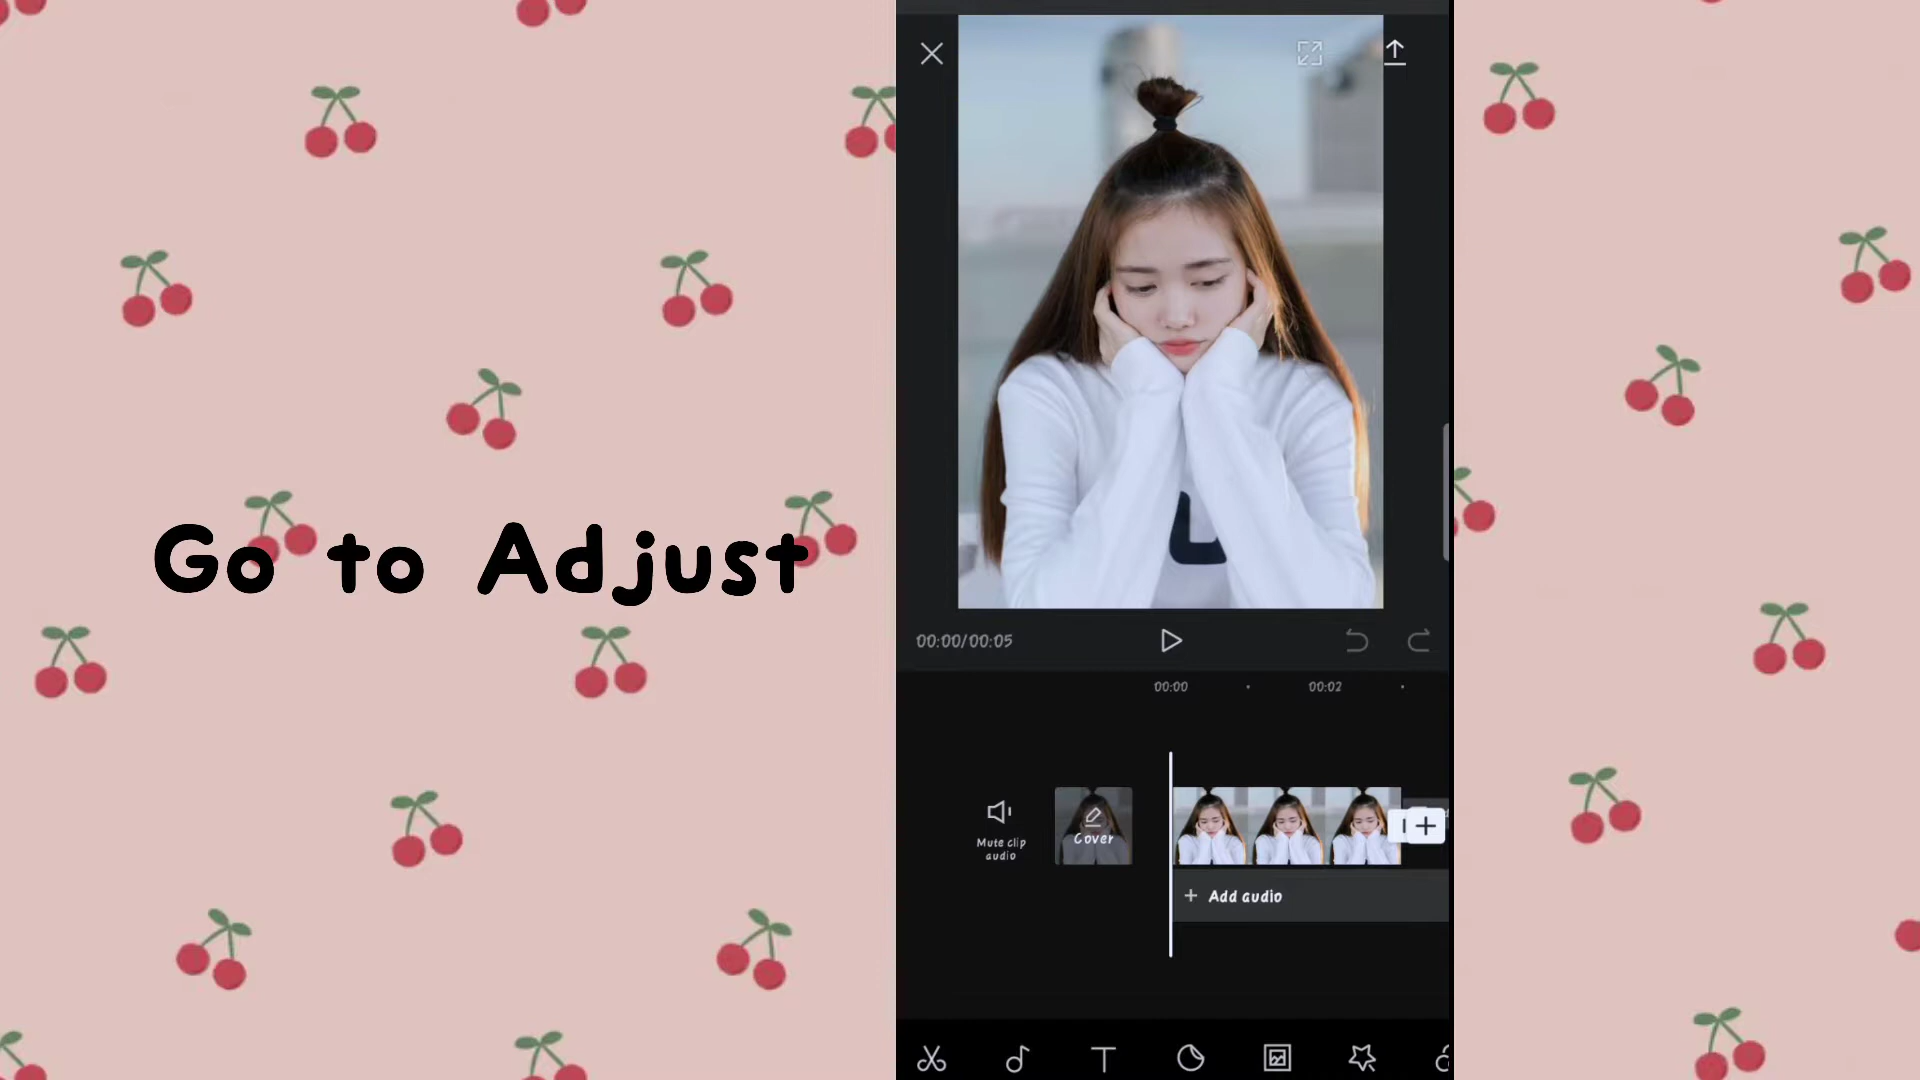 Go to Adjust
00:00/00:05
00:00
00:02
Mute clip
audio
Cover
+ Add audio